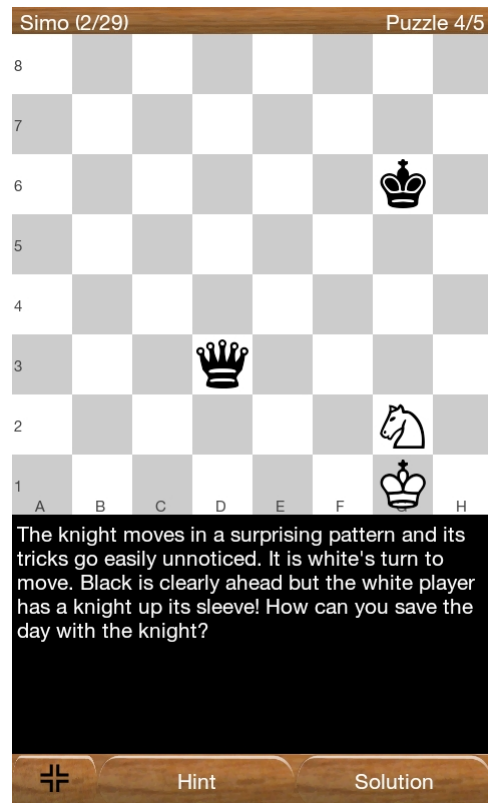 Simo (2/29) Puzzle 4/5
8
7
6
5
4
3
2
1
A B C D E F G H
The knight moves in a surprising pattern and its
tricks go easily unnoticed. It is white's turn to
move. Black is clearly ahead but the white player
has a knight up its sleeve! How can you save the
day with the knight?
Hint Solution